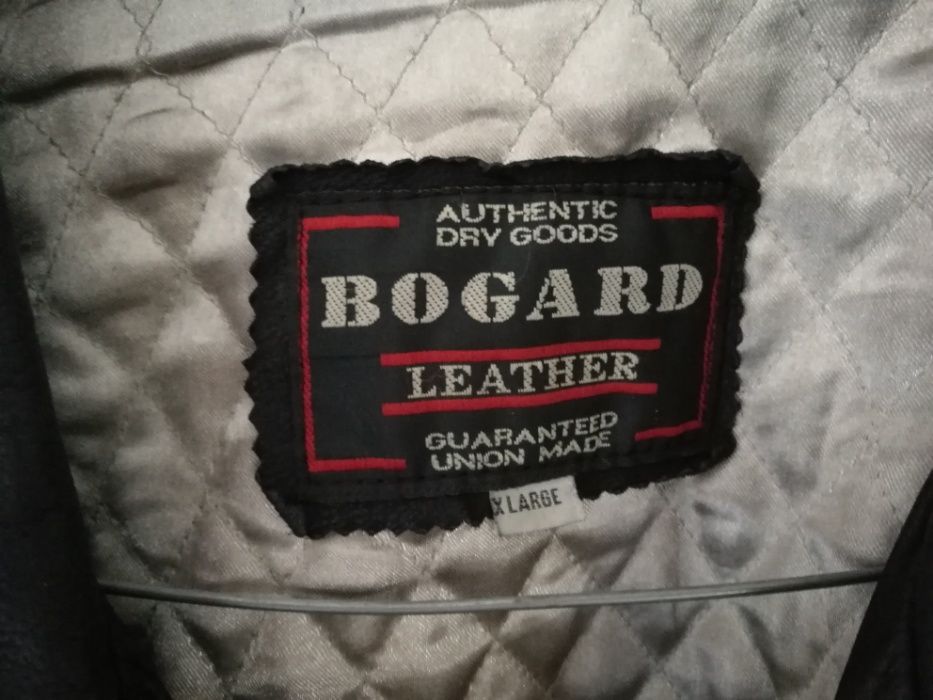 AUTHENTIC
DRY GOODS
BOGARD
LEATHER
GUARANTEED
UNION MADE
X LARGE